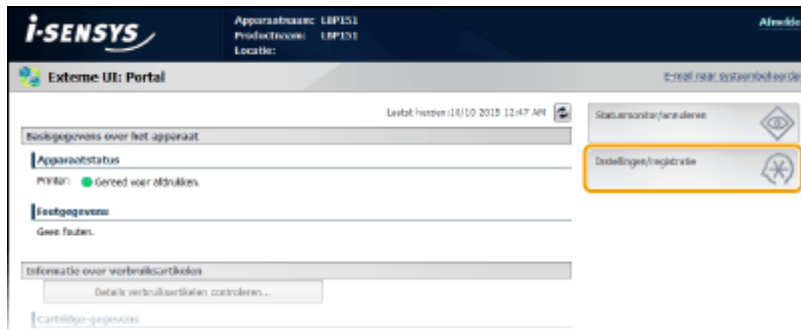 i-SENSYS
Apparaatnaam: LBP151
Productnaam: LBP151
Locatie:
Afmelde
Externe UI: Portal
E-mail naar systeembeheerder
Laatst herzien:16/10 2015 12:47 AM
Basisgegevens over het apparaat
Apparaatstatus
Printer: Gereed voor afdrukken.
Foutgegevens
Geen fouten.
Informatie over verbruiksartikelen
Details verbruiksartikelen controleren...
Cartridge-gegevens
Statusmonitor/annuleren
Instellingen/registratie